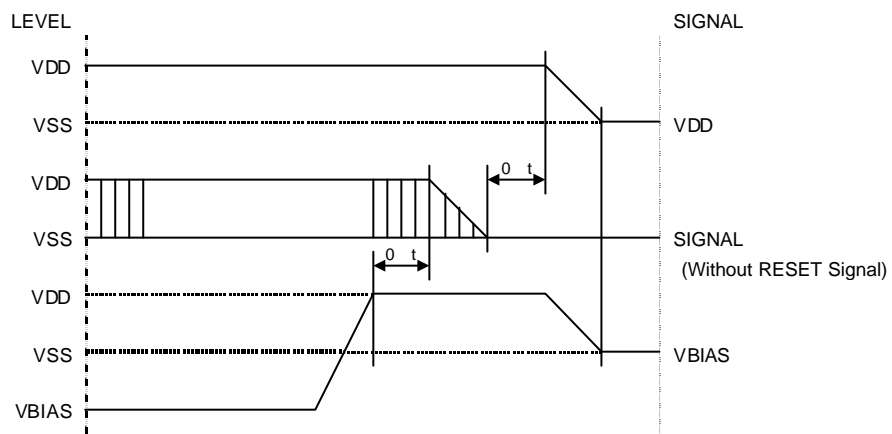 LEVEL SIGNAL
VDD
VSS VDD
VDD
0 t
VSS SIGNAL
(Without RESET Signal)
0 t
VDD
VSS VBIAS
VBIAS